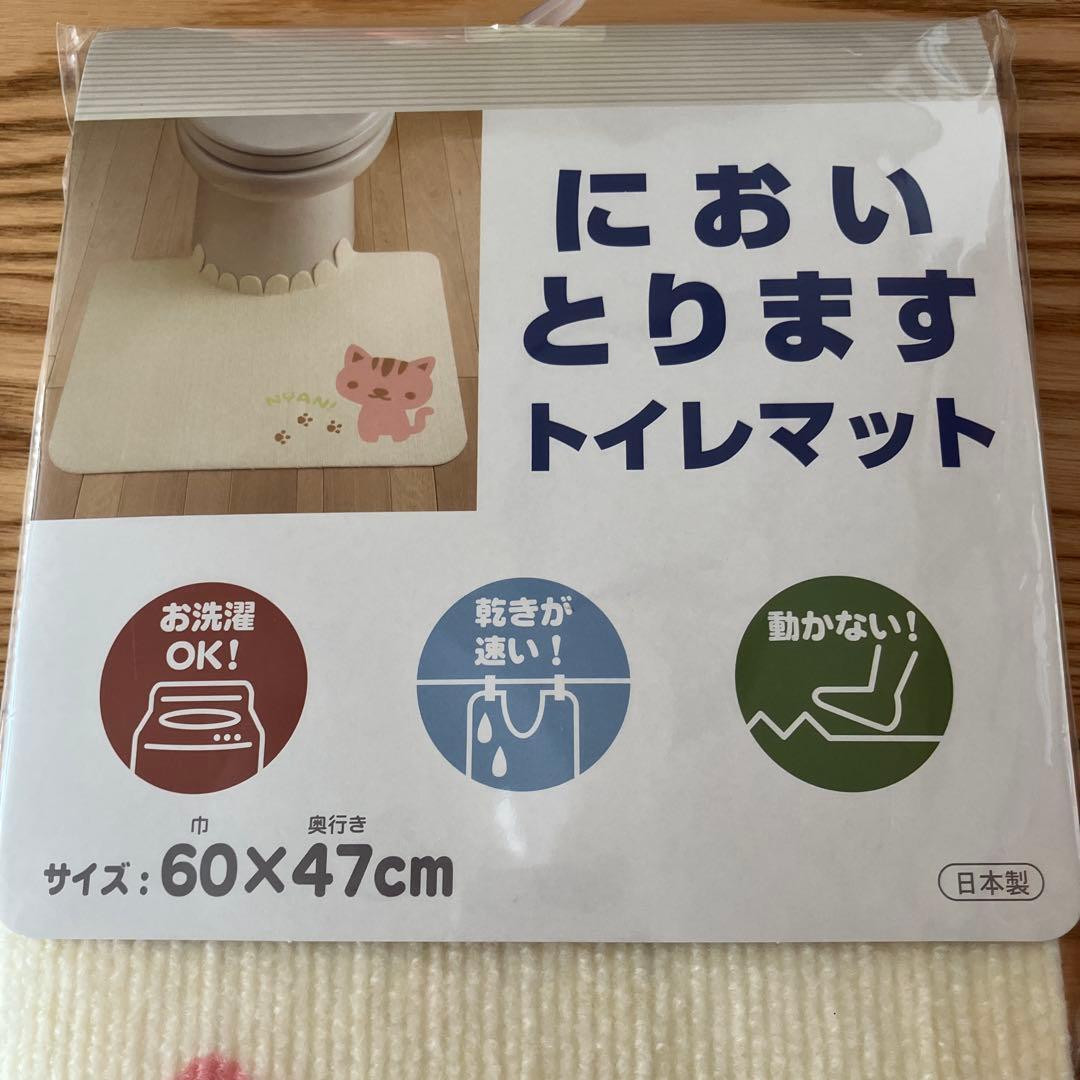 におい
とります
トイレマット
NYAN!
お洗濯
OK!
乾きが
速い!
動かない!
巾 奥行き
サイズ:60×47cm
日本製